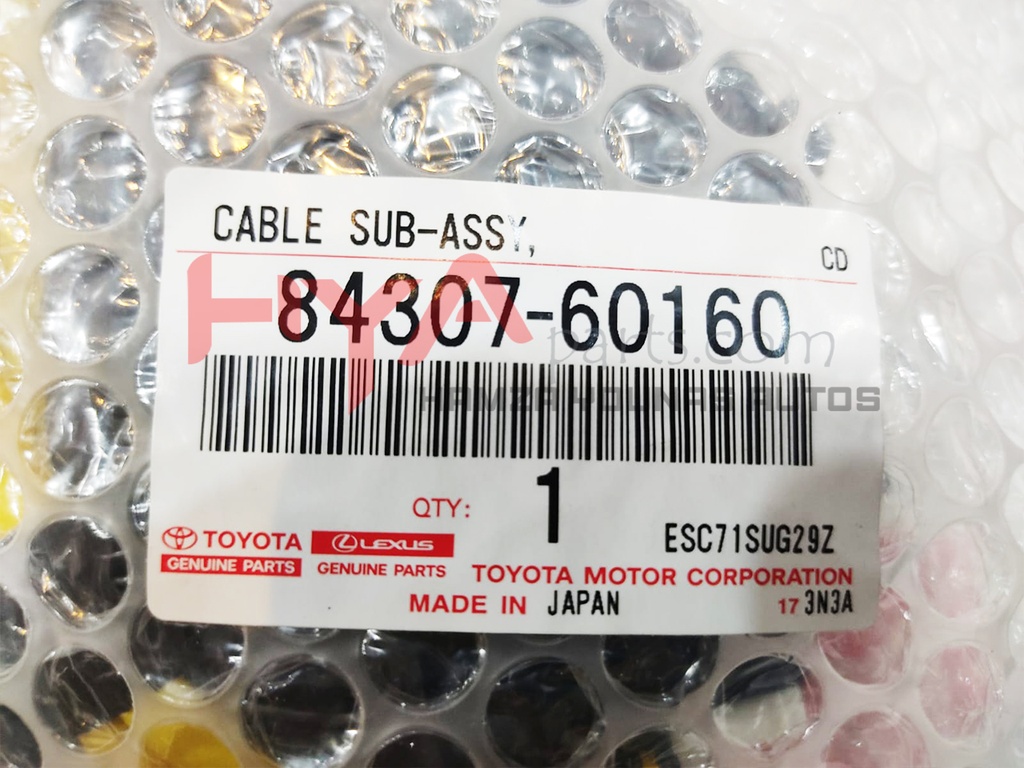 CABLE SUB-ASSY,
CD
84307-60160
HYA parts.com
HAMZA YOUNAS AUTOS
QTY: 1
ESC71SUG29Z
TOYOTA
GENUINE PARTS
LEXUS
GENUINE PARTS
TOYOTA MOTOR CORPORATION
MADE IN JAPAN
17 3N3A